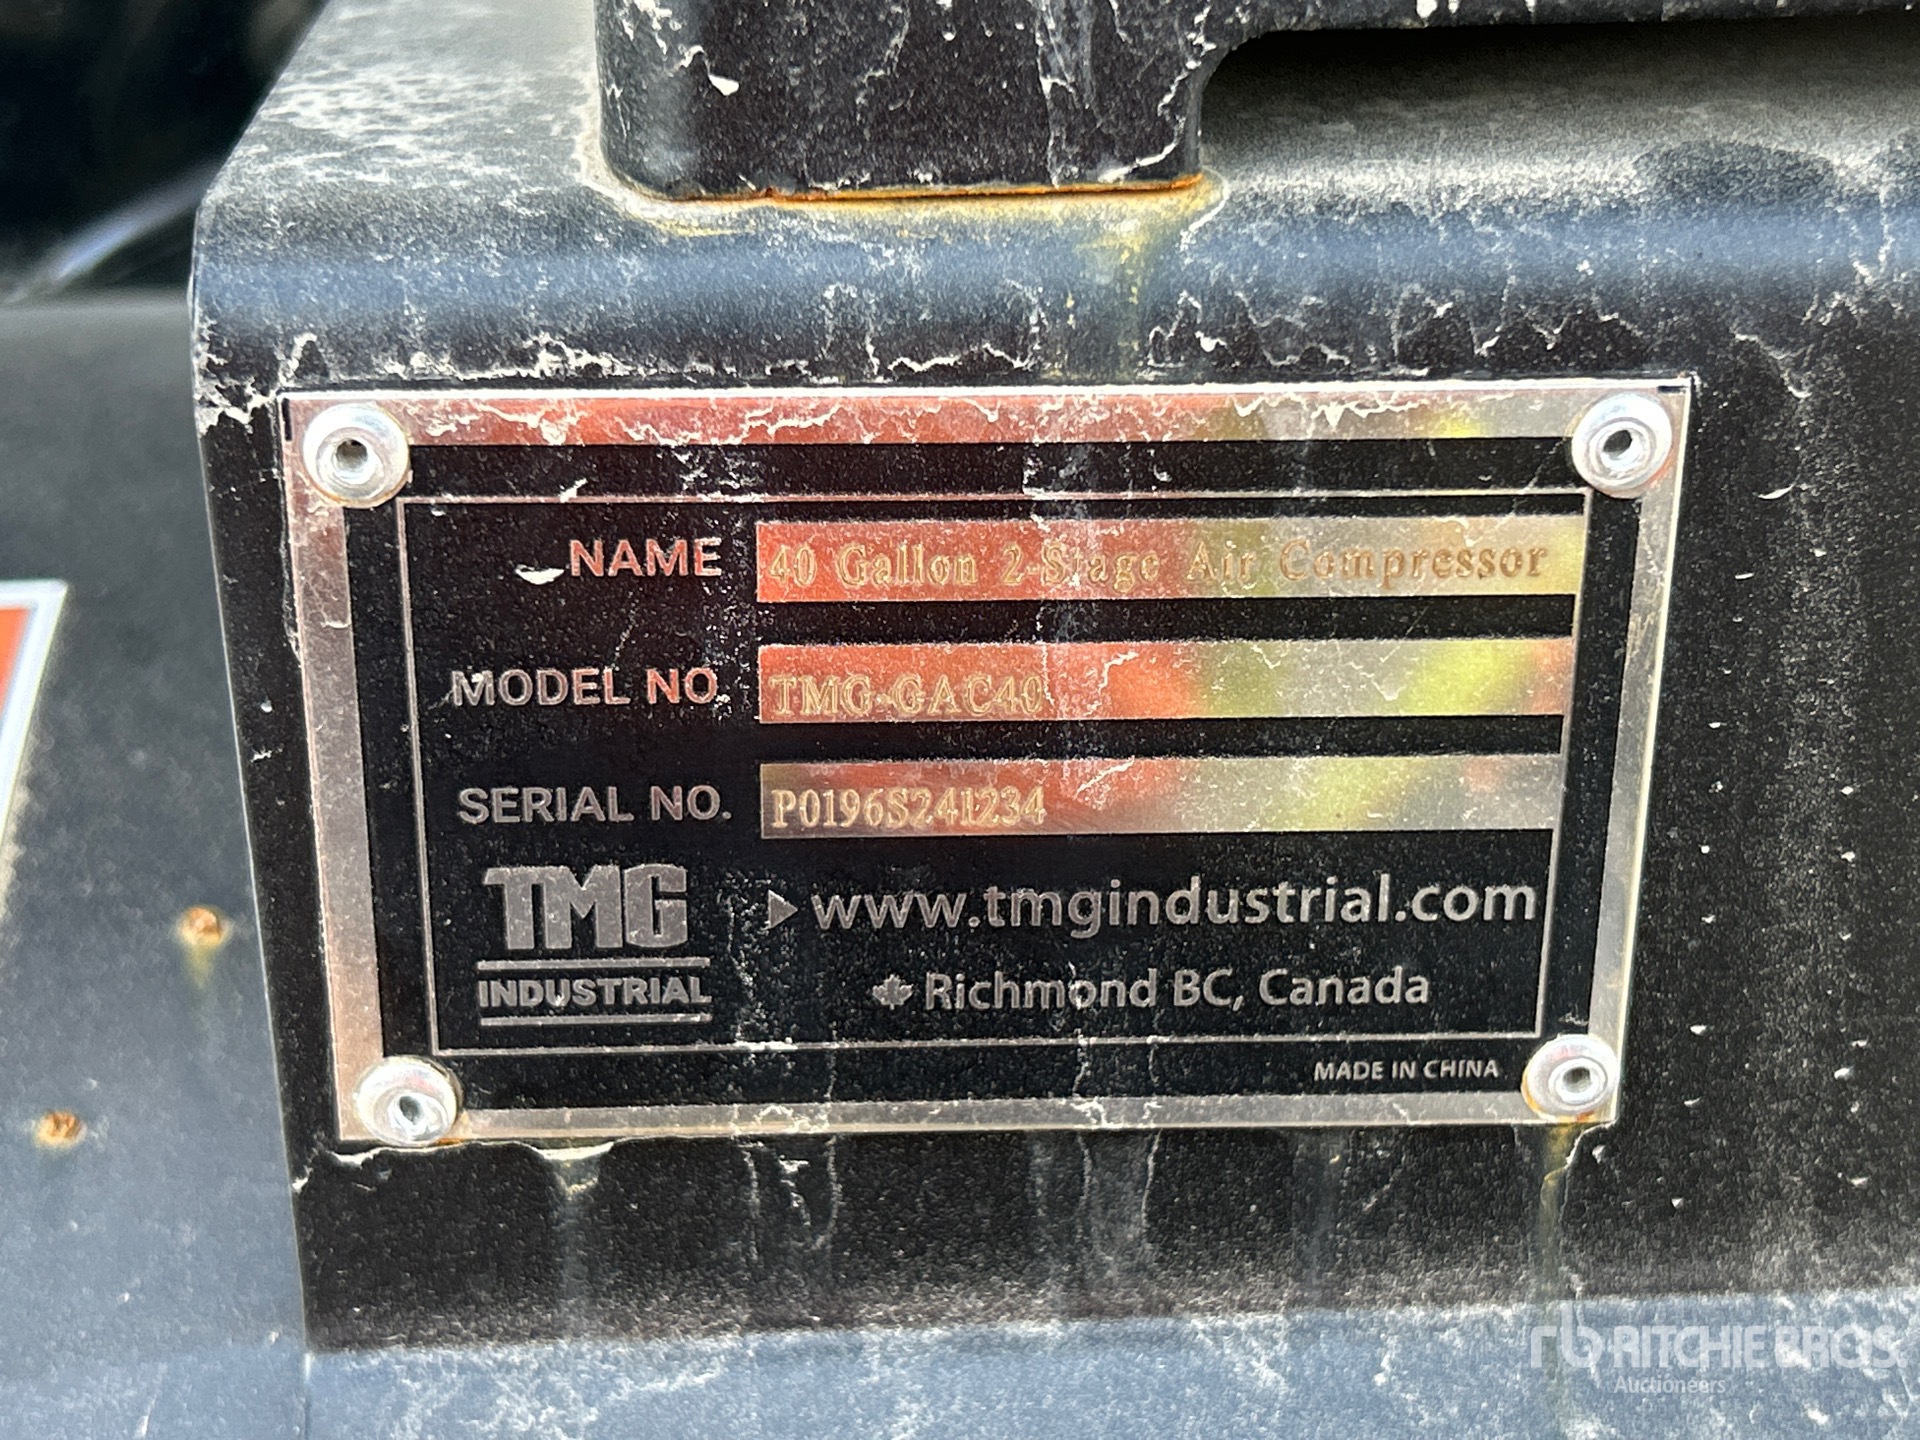 NAME 40 Gallon 2-Stage Air Compressor
MODEL NO. TMG-GAC40
SERIAL NO. P0196S241234
TMG
INDUSTRIAL
www.tmgindustrial.com
Richmond BC, Canada
MADE IN CHINA
rb RITCHIE BROS.
Auctioneers